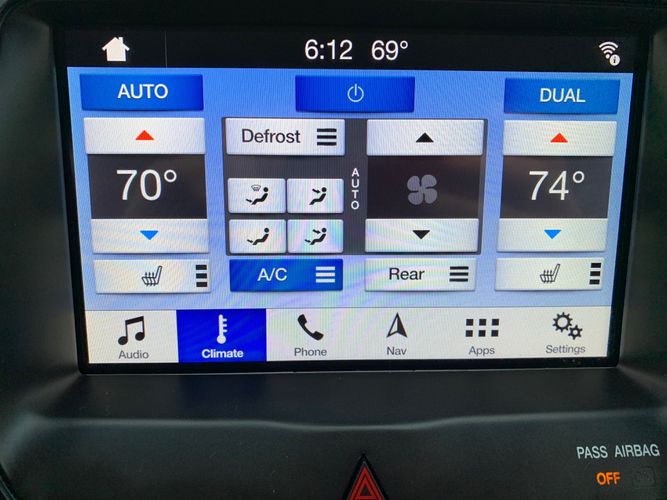 6:12 69°
AUTO
DUAL
Defrost
70°
AUTO
74°
A/C
Rear
Audio
Climate
Phone
Nav
Apps
Settings
PASS AIRBAG
OFF